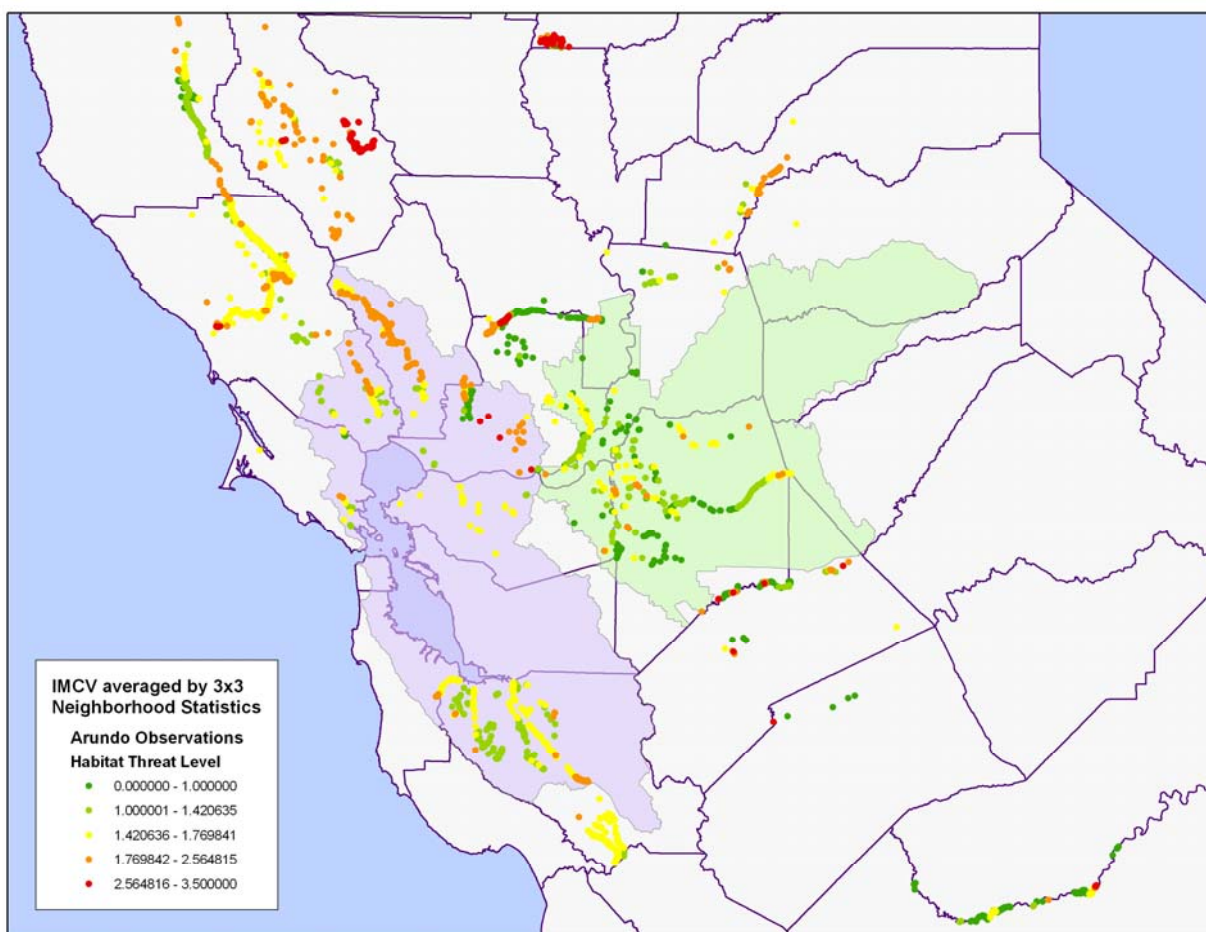 IMCV averaged by 3x3
Neighborhood Statistics
Arundo Observations
Habitat Threat Level
0.000000 - 1.000000
1.000001 - 1.420635
1.420636 - 1.769841
1.769842 - 2.564815
2.564816 - 3.500000